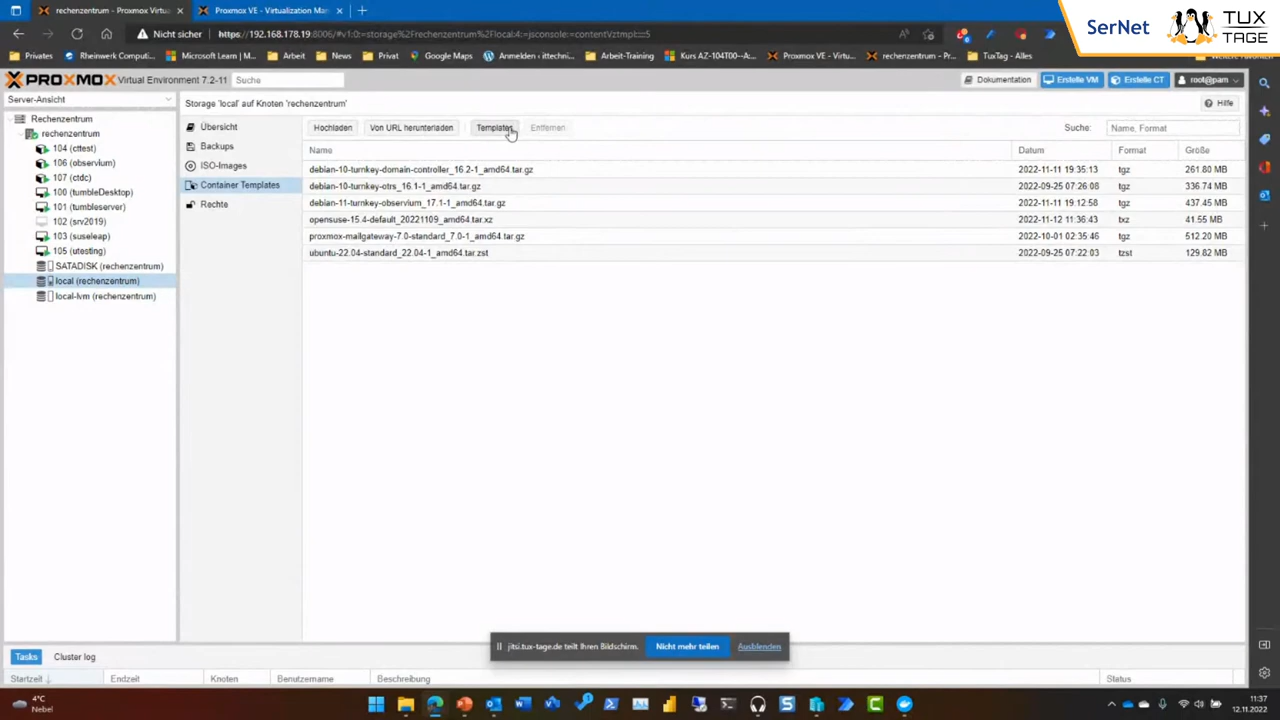 rechenzentrum - Proxmox Virtu
Proxmox VE - Virtualization Man
Nicht sicher
https://192.168.178.19:8006/#v1:0:=storage%2Frechenzentrum%2Flocal:4:=jsconsole=contentVztmpl::::5
Privates
Rheinwerk Computi...
Microsoft Learn | M...
Arbeit
News
Privat
Google Maps
Anmelden ‹ ittechni...
Arbeit-Training
Kurs AZ-104T00--A...
Proxmox VE - Virtu...
rechenzentrum - Pr...
TuxTag - Alles
SerNet
TUX
TAGE
PROXMOX Virtual Environment 7.2-11
Suche
Dokumentation
Erstelle VM
Erstelle CT
root@pam
Server-Ansicht
Storage 'local' auf Knoten 'rechenzentrum'
Hilfe
Rechenzentrum
rechenzentrum
104 (cttest)
106 (observium)
107 (ctdc)
100 (tumbleDesktop)
101 (tumbleserver)
102 (srv2019)
103 (suseleap)
105 (utesting)
SATADISK (rechenzentrum)
local (rechenzentrum)
local-lvm (rechenzentrum)
Übersicht
Backups
ISO-Images
Container Templates
Rechte
Hochladen
Von URL herunterladen
Templates
Entfernen
Suche:
Name, Format
Name Datum Format Größe
debian-10-turnkey-domain-controller_16.2-1_amd64.tar.gz 2022-11-11 19:35:13 tgz 261.80 MB
debian-10-turnkey-otrs_16.1-1_amd64.tar.gz 2022-09-25 07:26:08 tgz 336.74 MB
debian-11-turnkey-observium_17.1-1_amd64.tar.gz 2022-11-11 19:12:58 tgz 437.45 MB
opensuse-15.4-default_20221109_amd64.tar.xz 2022-11-12 11:36:43 txz 41.55 MB
proxmox-mailgateway-7.0-standard_7.0-1_amd64.tar.gz 2022-10-01 02:35:46 tgz 512.20 MB
ubuntu-22.04-standard_22.04-1_amd64.tar.zst 2022-09-25 07:22:03 tzst 129.82 MB
jitsi.tux-tage.de teilt Ihren Bildschirm.
Nicht mehr teilen
Ausblenden
Tasks
Cluster log
Startzeit
Endzeit
Knoten
Benutzername
Beschreibung
Status
4°C
Nebel
11:37
12.11.2022